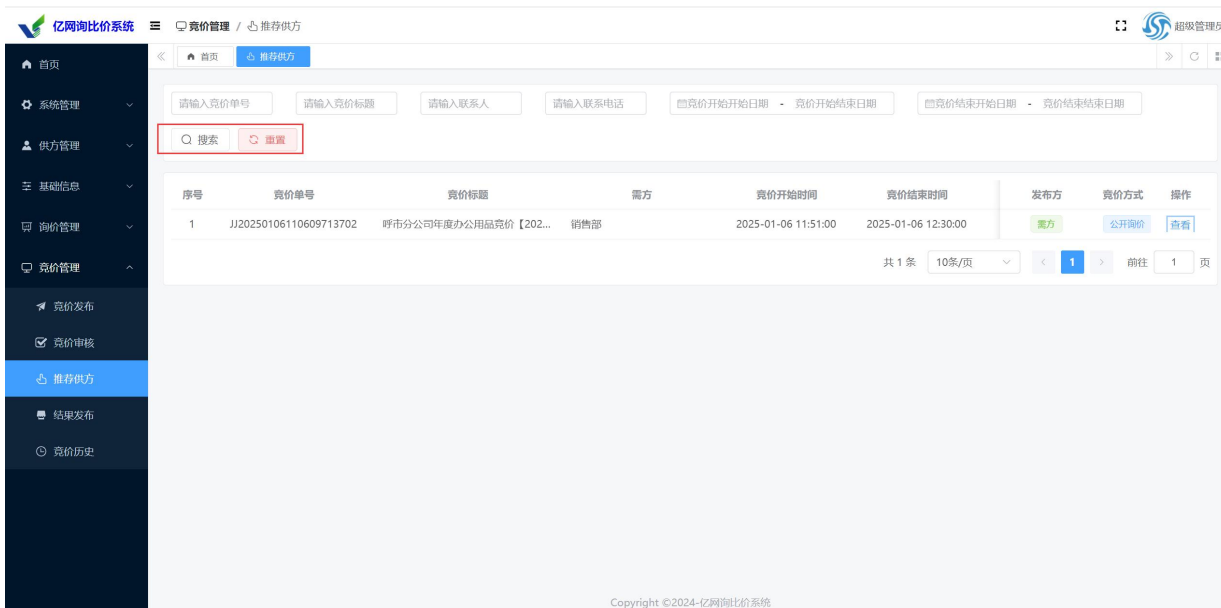 亿网询比价系统
竞价管理 / 推荐供方
超级管理员
首页
系统管理
供方管理
基础信息
询价管理
竞价管理
竞价发布
竞价审核
推荐供方
结果发布
竞价历史
首页 推荐供方
请输入竞价单号 请输入竞价标题 请输入联系人 请输入联系电话 竞价开始开始日期 - 竞价开始结束日期 竞价结束开始日期 - 竞价结束结束日期
搜索 重置
序号 竞价单号 竞价标题 需方 竞价开始时间 竞价结束时间 发布方 竞价方式 操作
1 JJ20250106110609713702 呼市分公司年度办公用品竞价【202... 销售部 2025-01-06 11:51:00 2025-01-06 12:30:00 需方 公开询价 查看
共 1 条 10条/页 1 前往 1 页
Copyright ©2024-亿网询比价系统